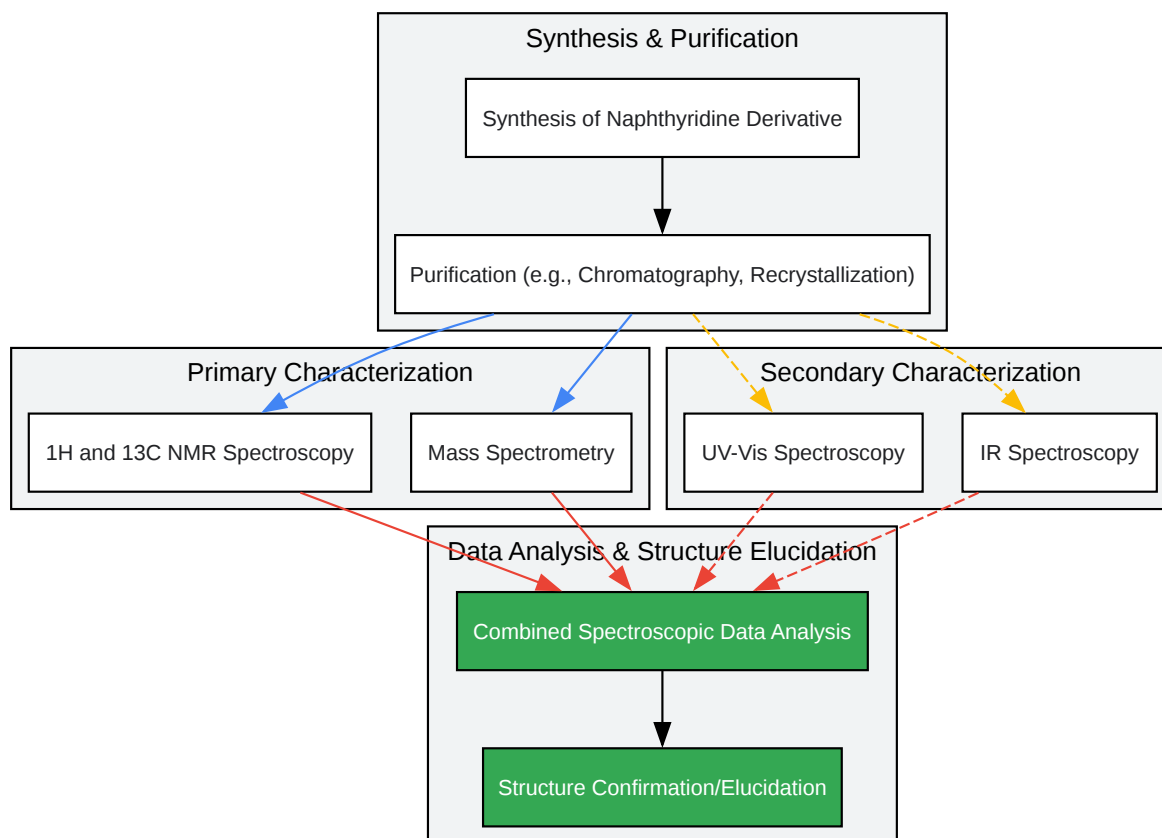 Synthesis & Purification
Synthesis of Naphthyridine Derivative
Purification (e.g., Chromatography, Recrystallization)
Primary Characterization
Secondary Characterization
1H and 13C NMR Spectroscopy
Mass Spectrometry
UV-Vis Spectroscopy
IR Spectroscopy
Data Analysis & Structure Elucidation
Combined Spectroscopic Data Analysis
Structure Confirmation/Elucidation